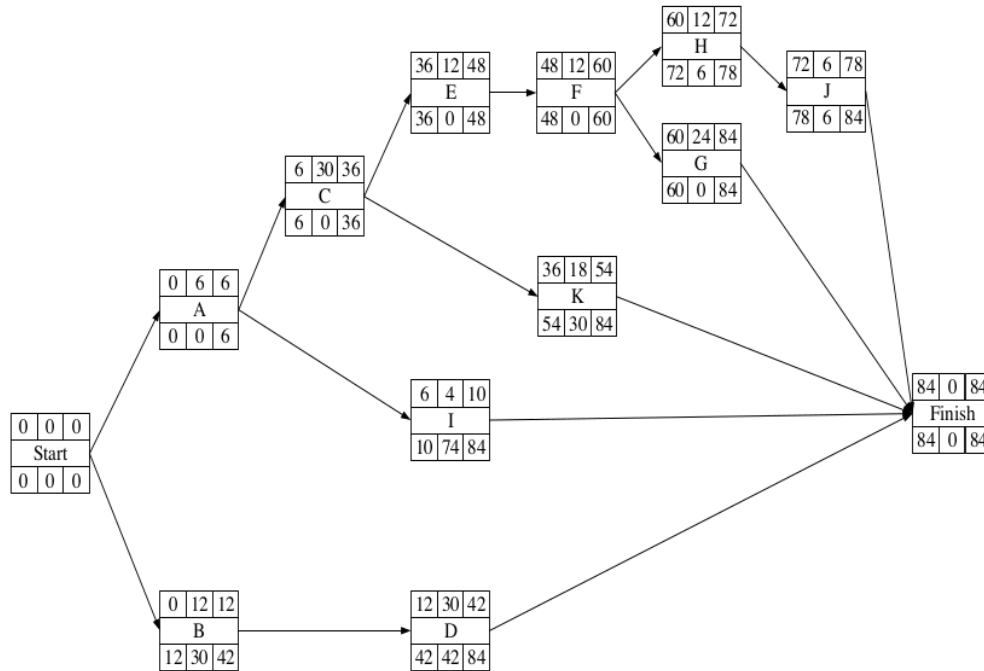 60 12 72
H
72 6 78
36 12 48
E
36 0 48
48 12 60
F
48 0 60
72 6 78
J
78 6 84
60 24 84
G
60 0 84
6 30 36
C
6 0 36
36 18 54
K
54 30 84
0 6 6
A
0 0 6
6 4 10
I
10 74 84
84 0 84
Finish
84 0 84
0 0 0
Start
0 0 0
0 12 12
B
12 30 42
12 30 42
D
42 42 84